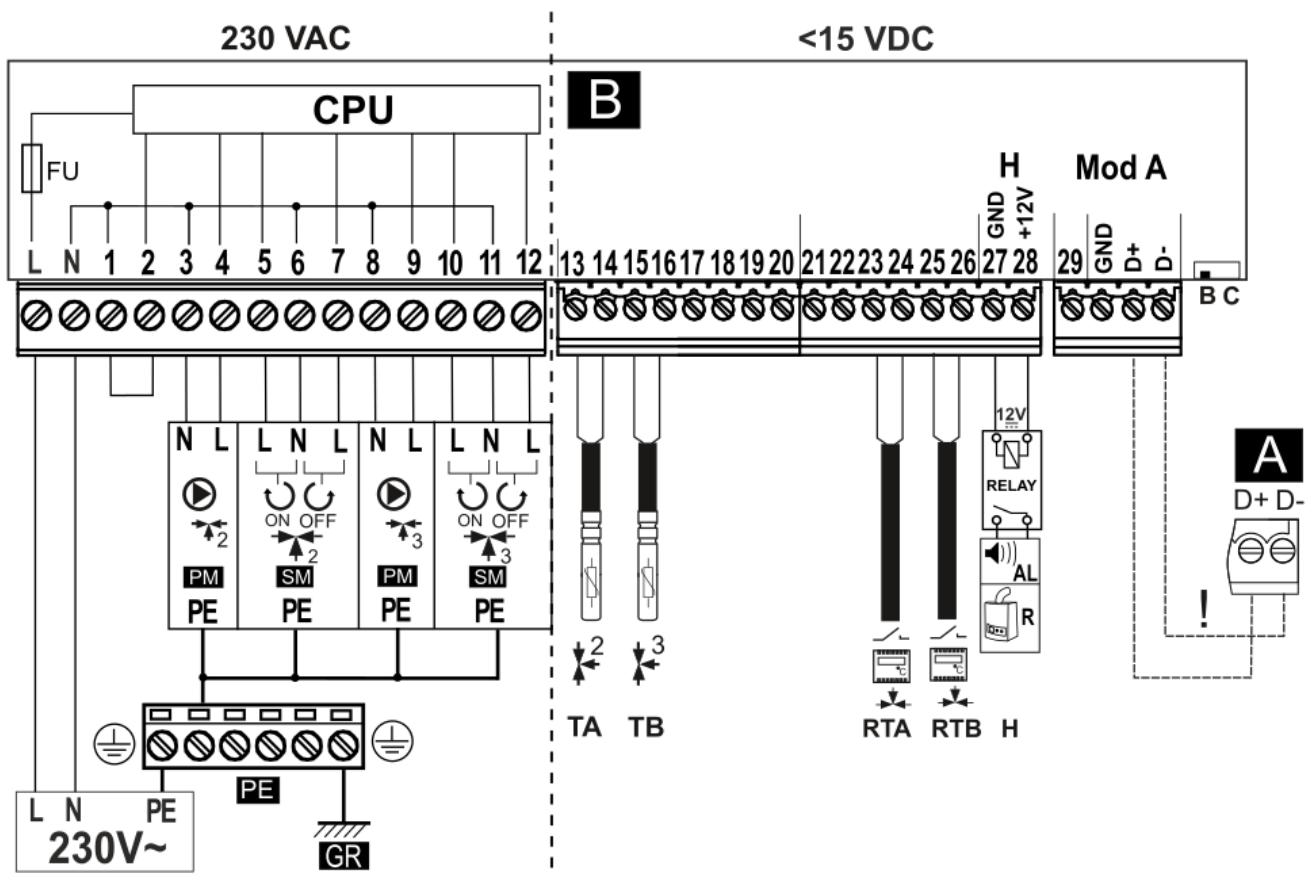 230 VAC <15 VDC
CPU B
FU
H Mod A
GND +12V
L N 1 2 3 4 5 6 7 8 9 10 11 12 13 14 15 16 17 18 19 20 21 22 23 24 25 26 27 28 29 GND D+ D-
B C
12V
N L L N L N L L N L
RELAY
A
D+ D-
ON OFF ON OFF
2 2 3 3
AL
PM SM PM SM
PE PE PE PE
R
!
2 3
°C °C
TA TB RTA RTB H
PE
L N PE
230V~
GR